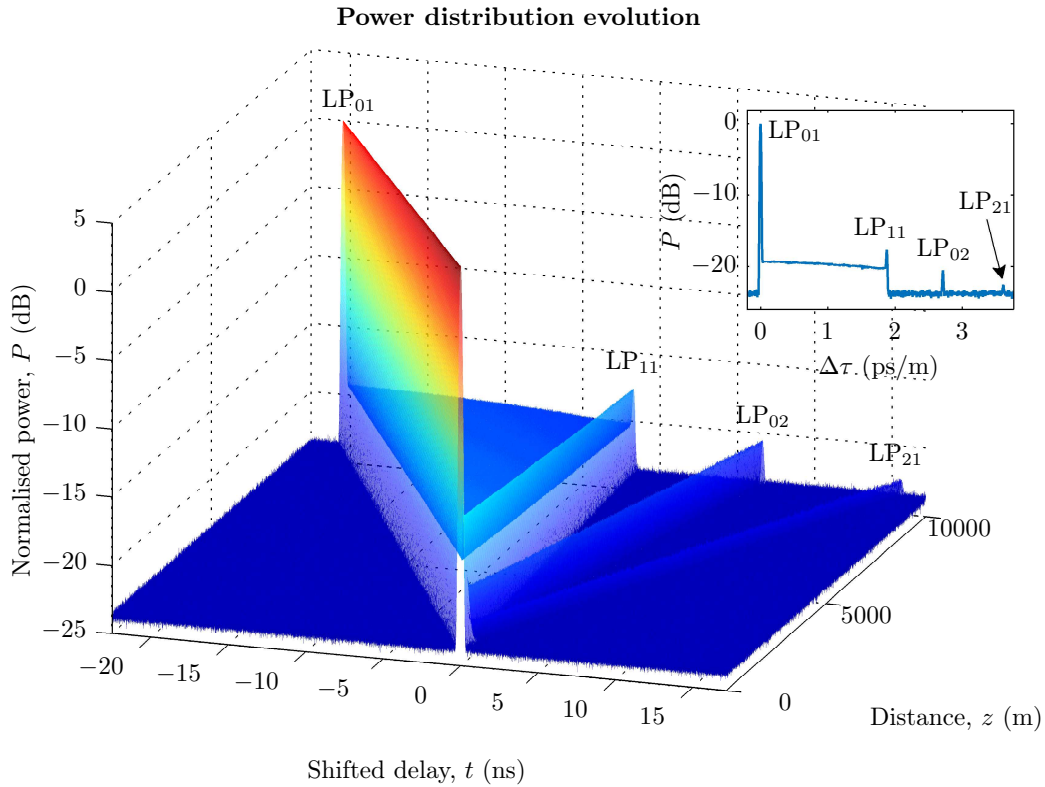 Power distribution evolution
LP₀₁
LP₁₁
LP₀₂
LP₂₁
Normalised power, P (dB)
5
0
−5
−10
−15
−20
−25
−20
−15
−10
−5
0
5
10
15
Shifted delay, t (ns)
0
5000
10000
Distance, z (m)
P (dB)
0
−10
−20
LP₀₁
LP₁₁
LP₀₂
LP₂₁
0 1 2 3
Δτ (ps/m)